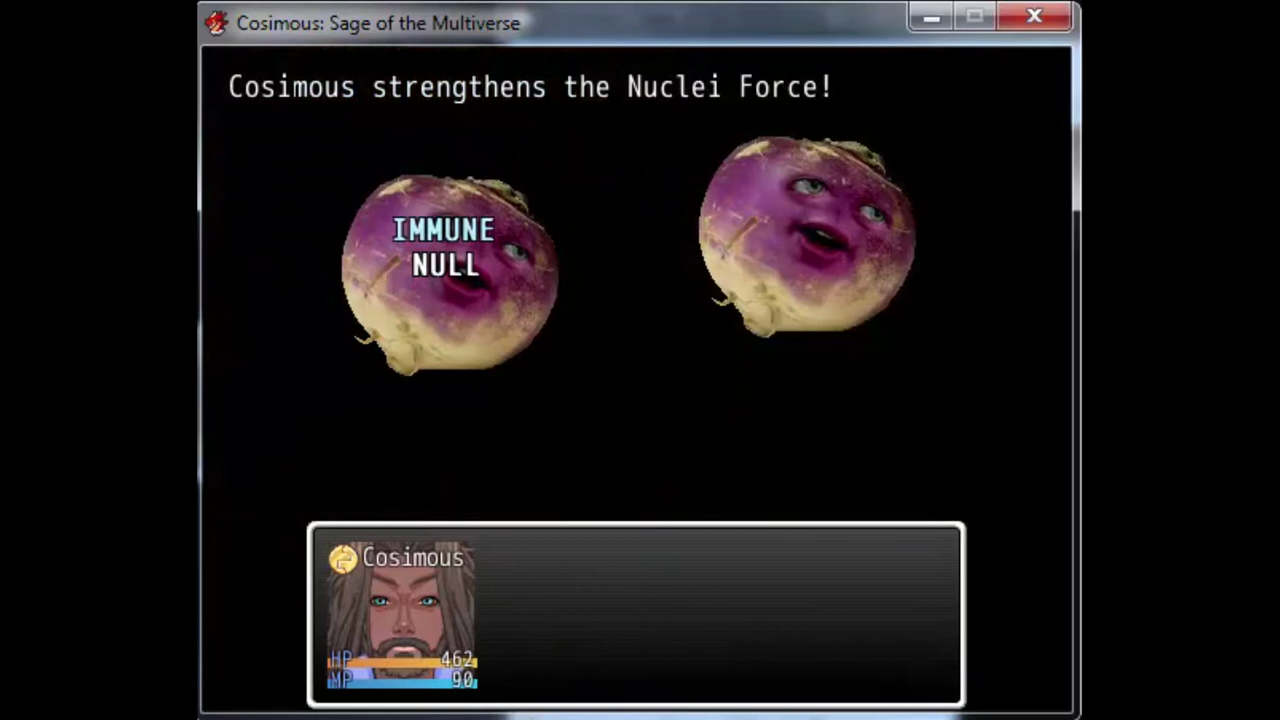 Cosimous: Sage of the Multiverse
Cosimous strengthens the Nuclei Force!
IMMUNE
NULL
Cosimous
HP 462
MP 90